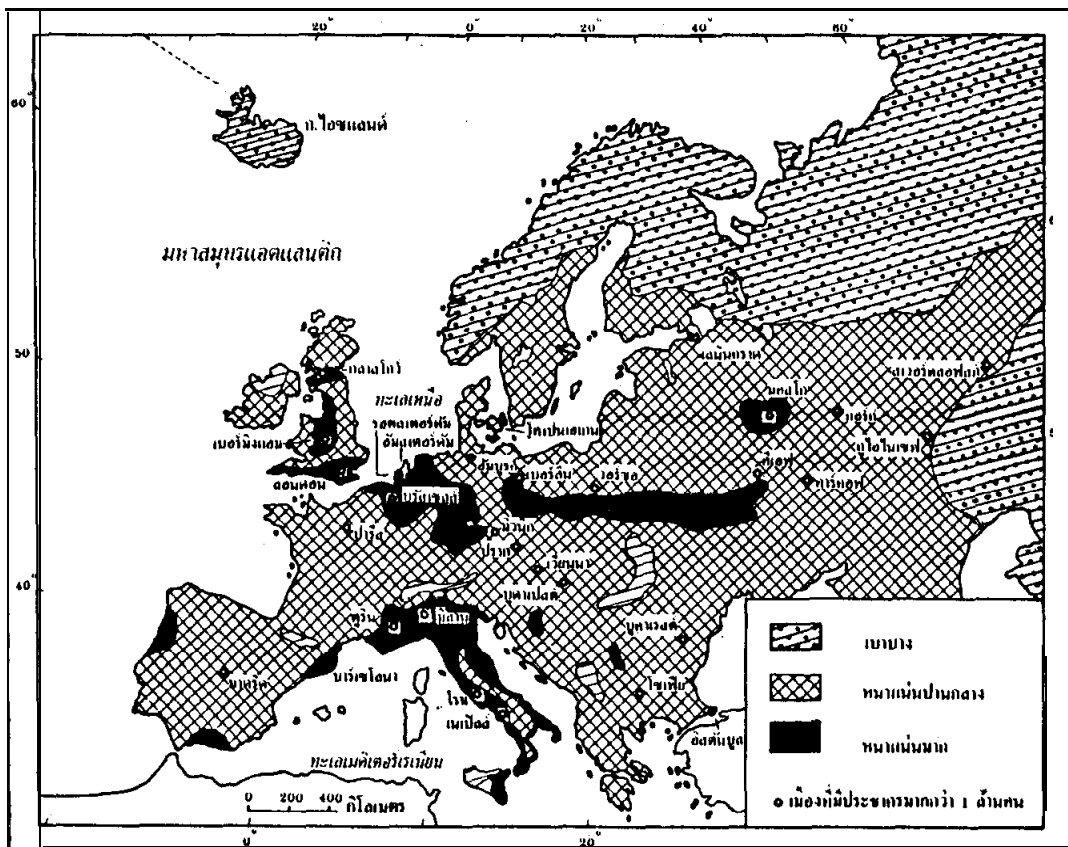 20°
0°
20°
40°
60°
60°
ก.ไอซแลนด์
มหาสมุทรแอตแลนติก
50
กลาสโกว์
ทะเลเหนือ
รอตเตอร์ดัม
อัมสเตอร์ดัม
เบอร์มิงแฮม
ลอนดอน
บรัสเซลส์
ปารีส
โคเปนเฮเกน
ฮัมบูรก
เบอร์ลิน
วอร์ซอ
เลนินกราด
มอสโก
กอร์กี
คีเอฟ
คาร์คอฟ
มิวนิก
ปราก
เวียนนา
บูดาเปสต์
40°
ตูริน
มิลาน
บูคาเรสต์
มาดริด
บาร์เซโลนา
โรม
เนเปิลส์
โซเฟีย
อิสตันบูล
ทะเลเมดิเตอร์เรเนียน
0 200 400 กิโลเมตร
0°
20°
เบาบาง
หนาแน่นปานกลาง
หนาแน่นมาก
เมืองที่มีประชากรมากกว่า 1 ล้านคน